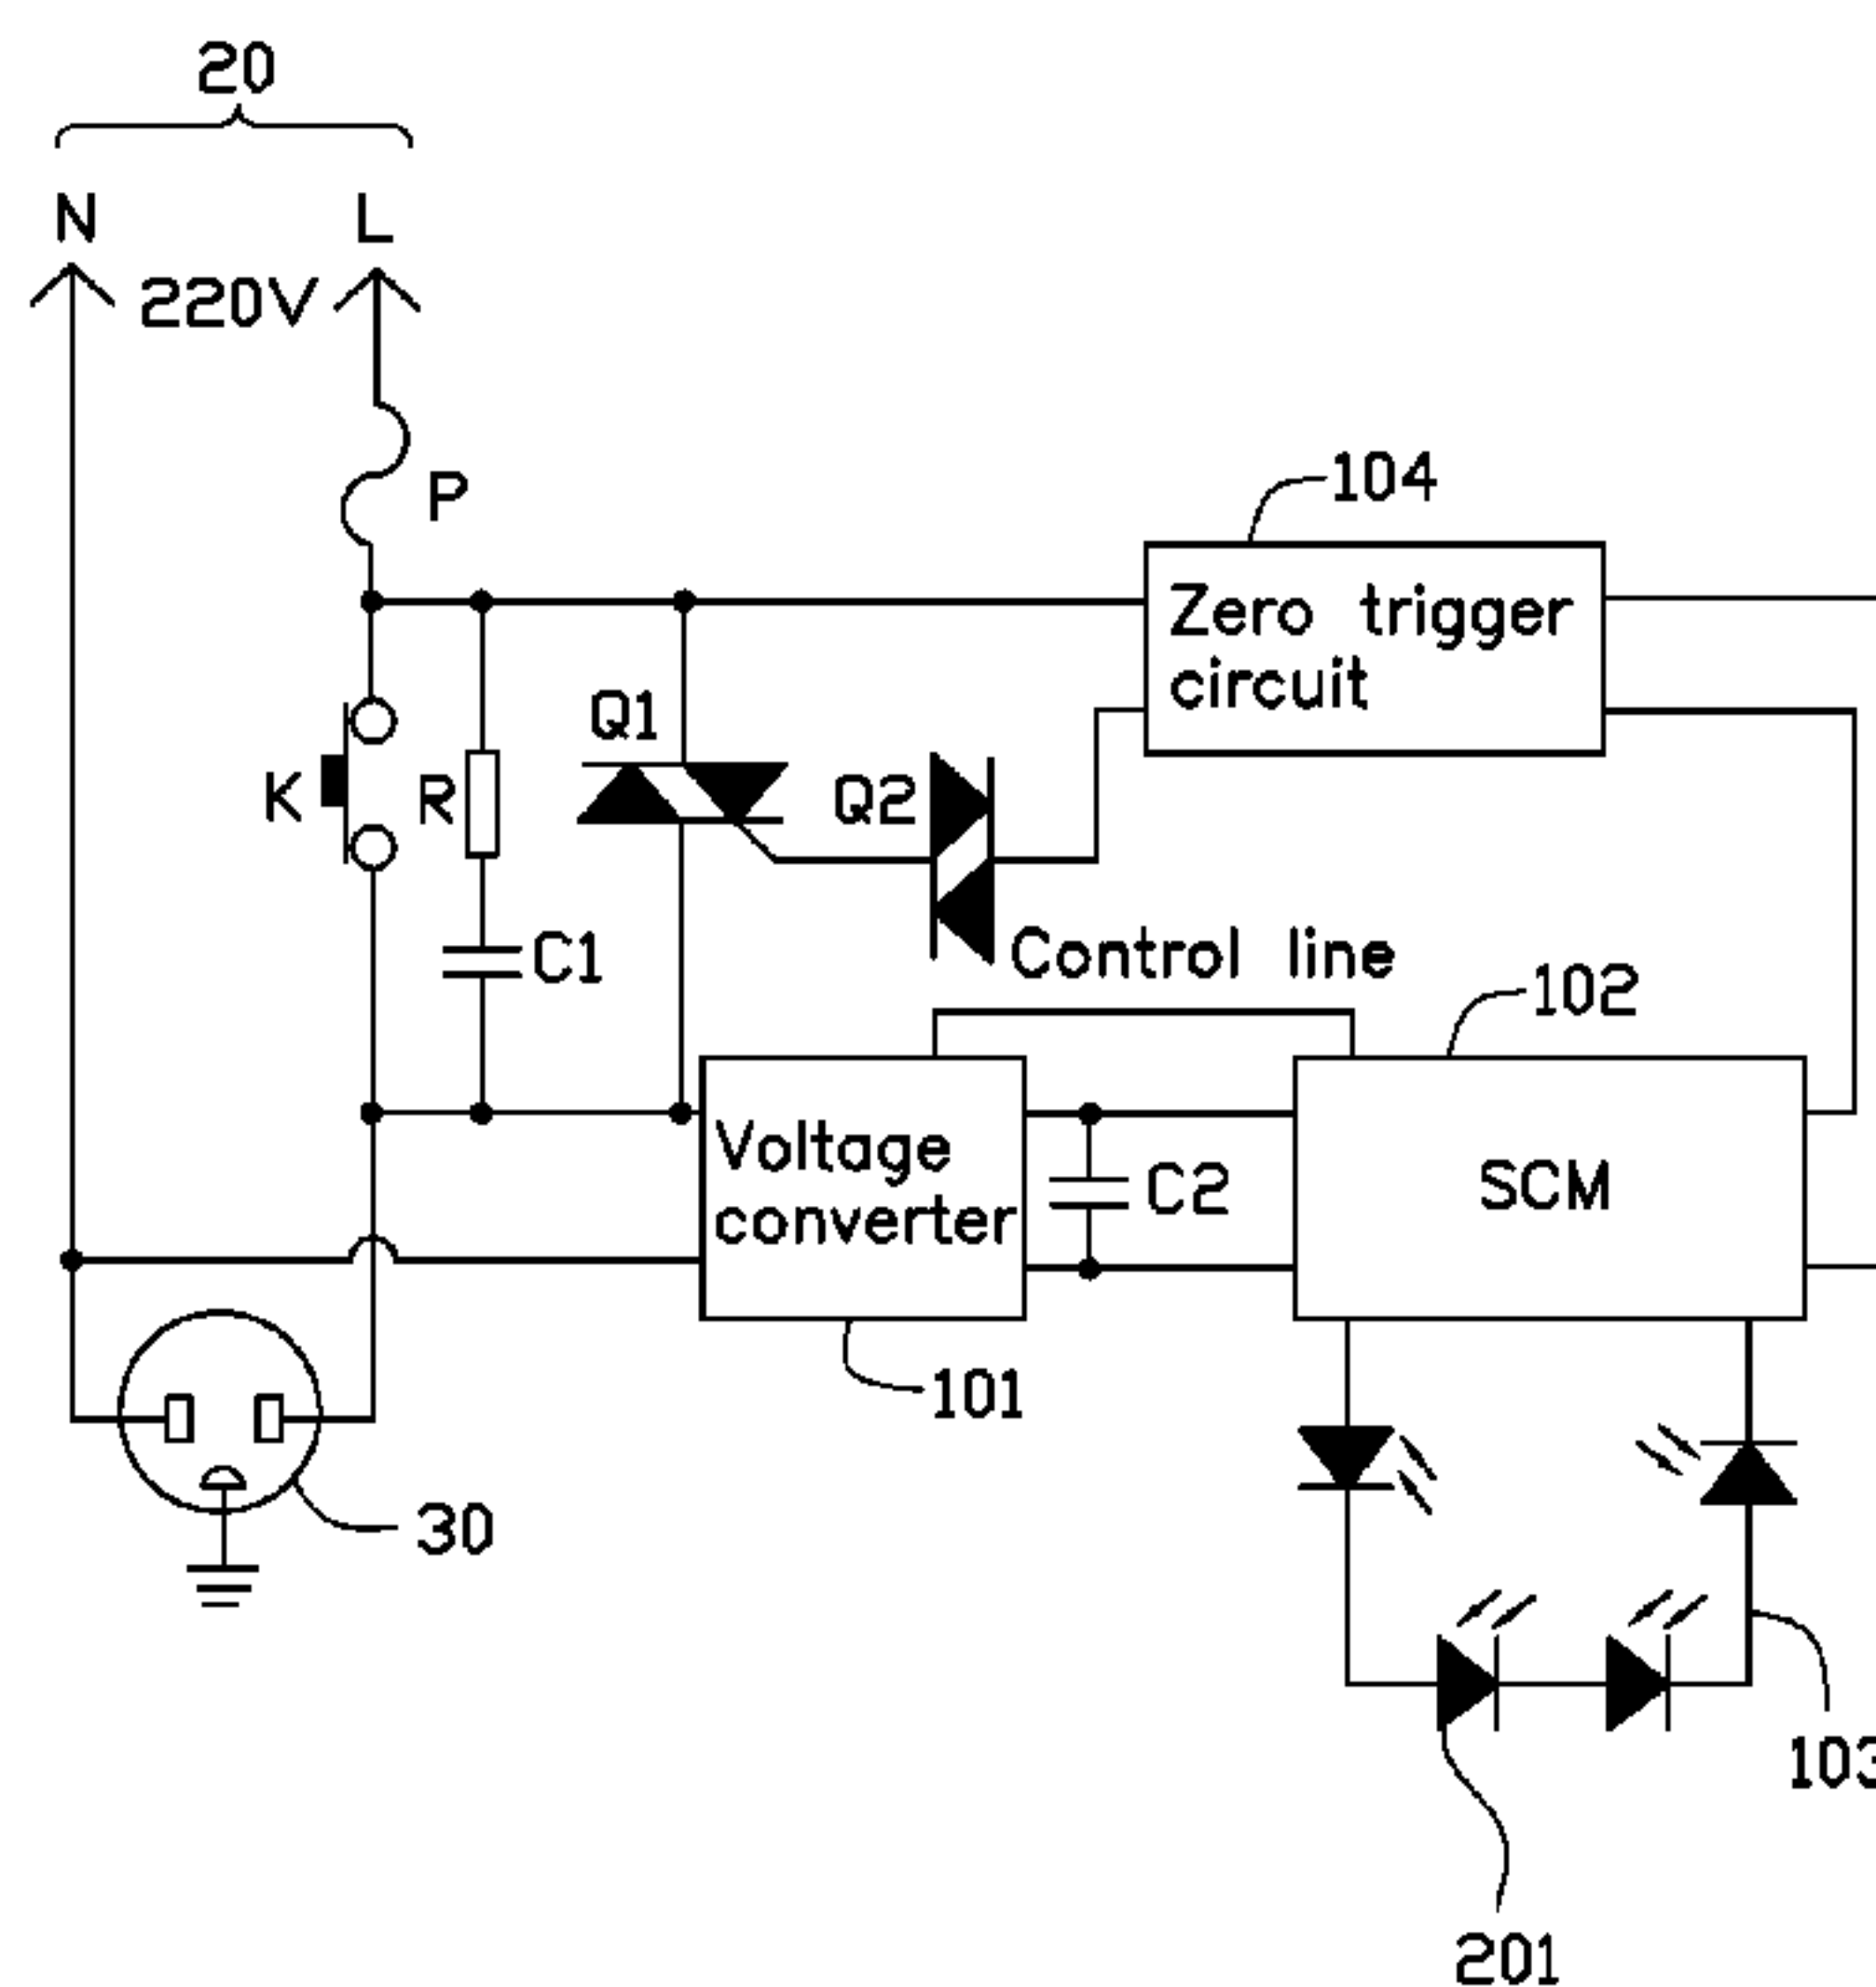 20
N
L
220V
P
104
Zero trigger
circuit
Q1
K
R
Q2
C1
Control line
102
Voltage
converter
C2
SCM
101
30
103
201